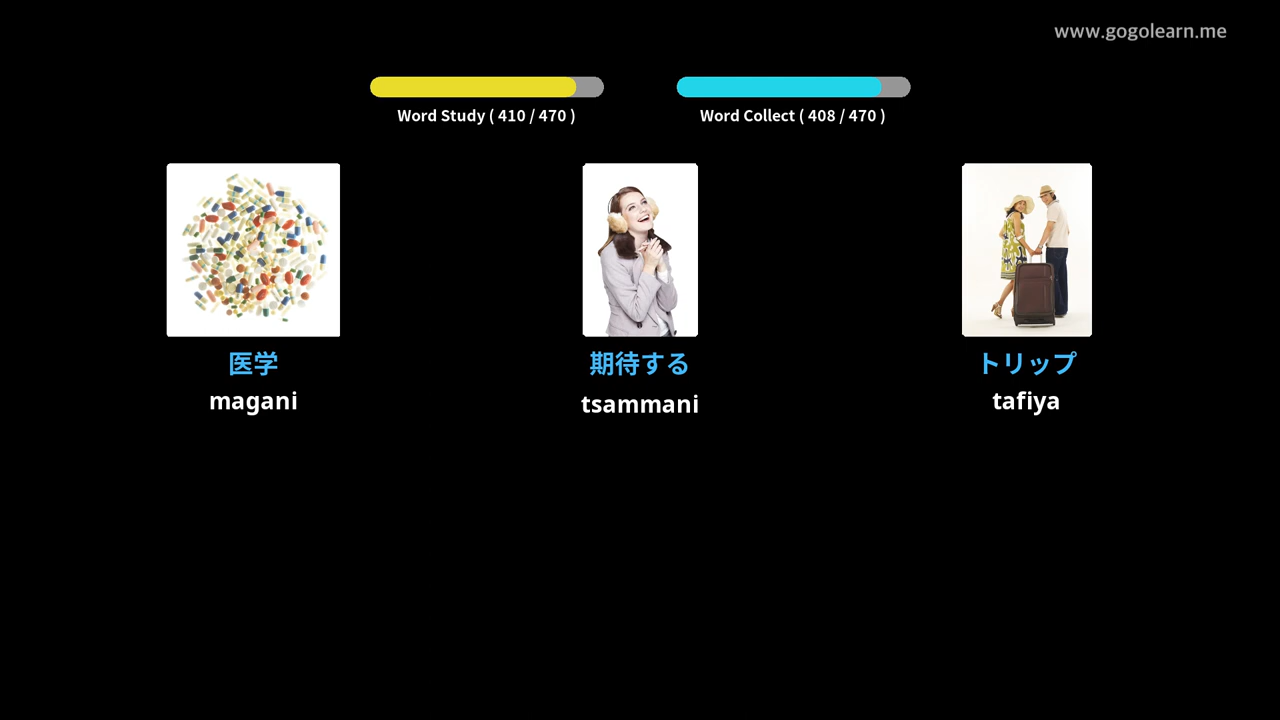 www.gogolearn.me
Word Study ( 410 / 470 )
Word Collect ( 408 / 470 )
医学
magani
期待する
tsammani
トリップ
tafiya